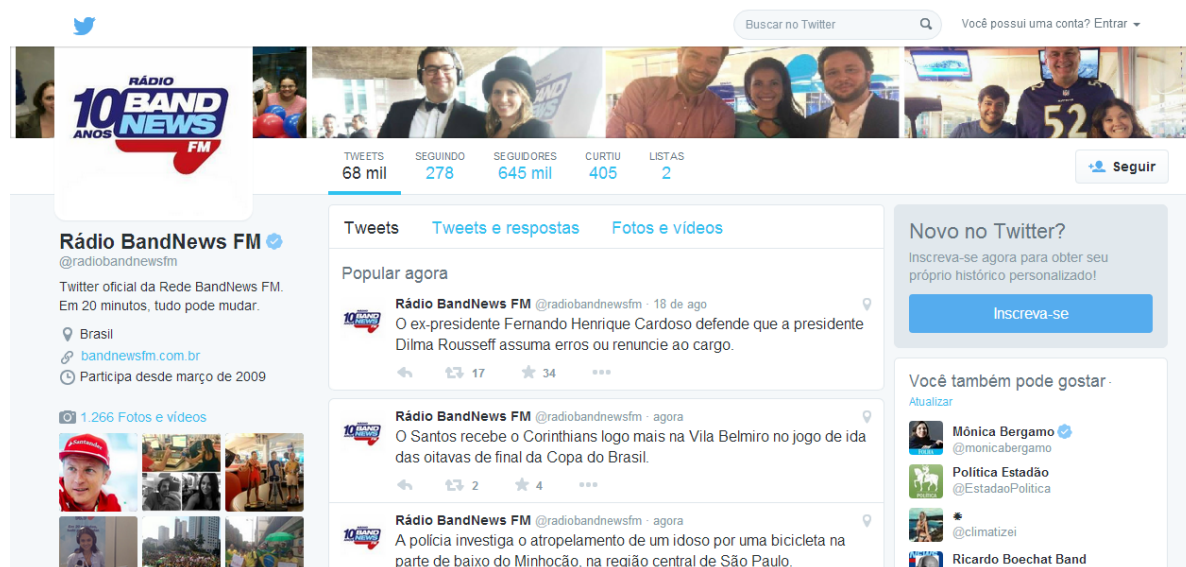 Buscar no Twitter
Você possui uma conta? Entrar
52
RÁDIO
10 BAND
ANOS NEWS
FM
TWEETS SEGUINDO SEGUIDORES CURTIU LISTAS
68 mil 278 645 mil 405 2
Seguir
Rádio BandNews FM
@radiobandnewsfm
Twitter oficial da Rede BandNews FM.
Em 20 minutos, tudo pode mudar.
Brasil
bandnewsfm.com.br
Participa desde março de 2009
1.266 Fotos e vídeos
Santander
Tweets Tweets e respostas Fotos e vídeos
Popular agora
Rádio BandNews FM @radiobandnewsfm · 18 de ago
O ex-presidente Fernando Henrique Cardoso defende que a presidente
Dilma Rousseff assuma erros ou renuncie ao cargo.
17 34
Rádio BandNews FM @radiobandnewsfm · agora
O Santos recebe o Corinthians logo mais na Vila Belmiro no jogo de ida
das oitavas de final da Copa do Brasil.
2 4
Rádio BandNews FM @radiobandnewsfm · agora
A polícia investiga o atropelamento de um idoso por uma bicicleta na
parte de baixo do Minhocão, na região central de São Paulo.
Novo no Twitter?
Inscreva-se agora para obter seu
próprio histórico personalizado!
Inscreva-se
Você também pode gostar ·
Atualizar
Mônica Bergamo
@monicabergamo
Política Estadão
@EstadaoPolitica
POLÍTICA
@climatizei
Ricardo Boechat Band